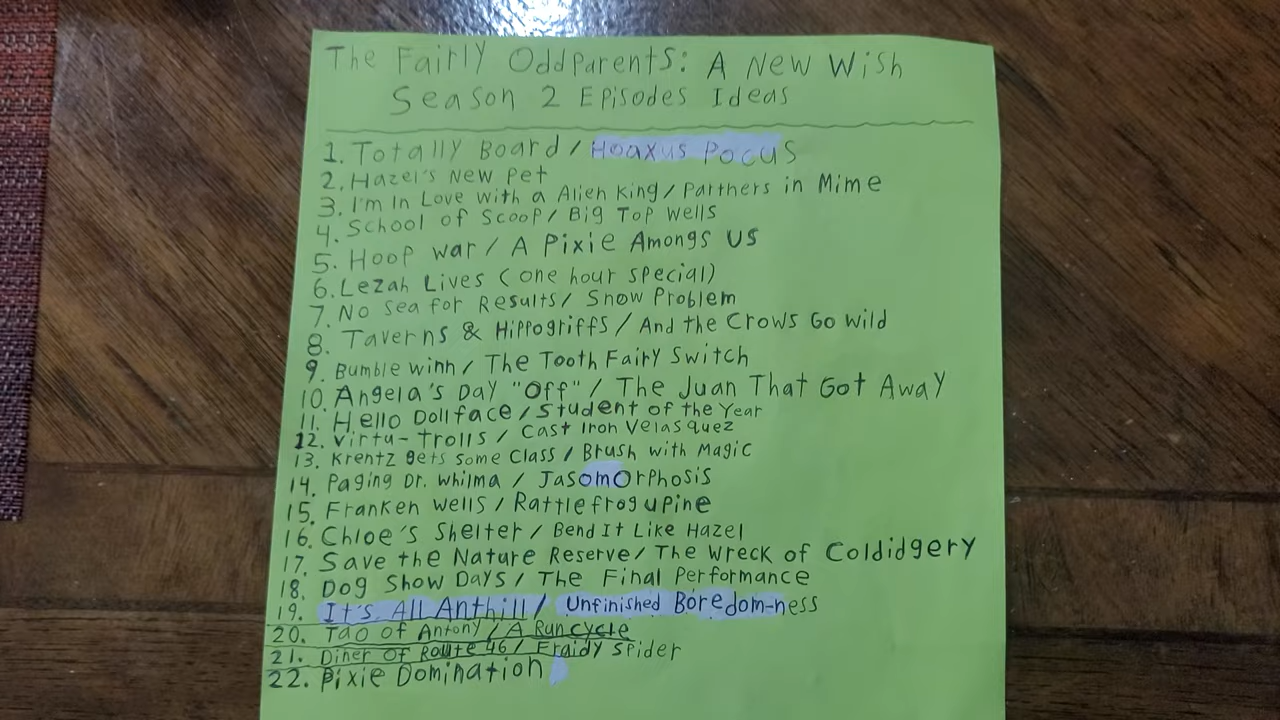 The Fairly OddParents: A New Wish
Season 2 Episodes Ideas
1. Totally Board / Hoaxus Pocus
2. Hazel's New Pet
3. I'm In Love with a Alien King / Partners in Mime
4. School of Scoop / Big Top Wells
5. Hoop War / A Pixie Amongs Us
6. Lezah Lives (one hour special)
7. No Sea for Results / Snow Problem
8. Taverns & Hippogriffs / And the Crows Go Wild
9. Bumble winn / The Tooth Fairy Switch
10. Angela's Day "Off" / The Juan That Got Away
11. Hello Dollface / Student of the Year
12. Virtu-Trolls / Cast Iron Velasquez
13. Krentz Gets Some Class / Brush with Magic
14. Paging Dr. Whilma / Jasomorphosis
15. Franken Wells / Rattlefrogupine
16. Chloe's Shelter / Bend It Like Hazel
17. Save the Nature Reserve / The Wreck of Coldidgery
18. Dog Show Days / The Final Performance
19. It's All Anthill / Unfinished Boredom-ness
20. Tao of Antony / A Run cycle
21. Diner Of Route 46 / Fraidy Spider
22. Pixie Domination